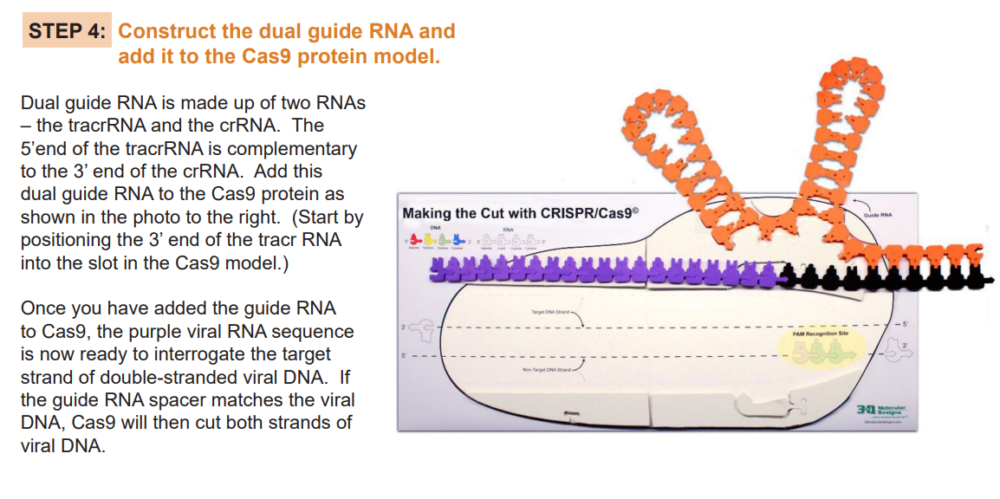 STEP 4: Construct the dual guide RNA and
add it to the Cas9 protein model.
Dual guide RNA is made up of two RNAs
– the tracrRNA and the crRNA. The
5’end of the tracrRNA is complementary
to the 3’ end of the crRNA. Add this
dual guide RNA to the Cas9 protein as
shown in the photo to the right. (Start by
positioning the 3’ end of the tracr RNA
into the slot in the Cas9 model.)
Once you have added the guide RNA
to Cas9, the purple viral RNA sequence
is now ready to interrogate the target
strand of double-stranded viral DNA. If
the guide RNA spacer matches the viral
DNA, Cas9 will then cut both strands of
viral DNA.
Making the Cut with CRISPR/Cas9©
DNA
RNA
Guide RNA
Target DNA Strand
3'
5'
PAM Recognition Site
5'
3'
Non-Target DNA Strand
3D Molecular
Designs
3dmoleculardesigns.com